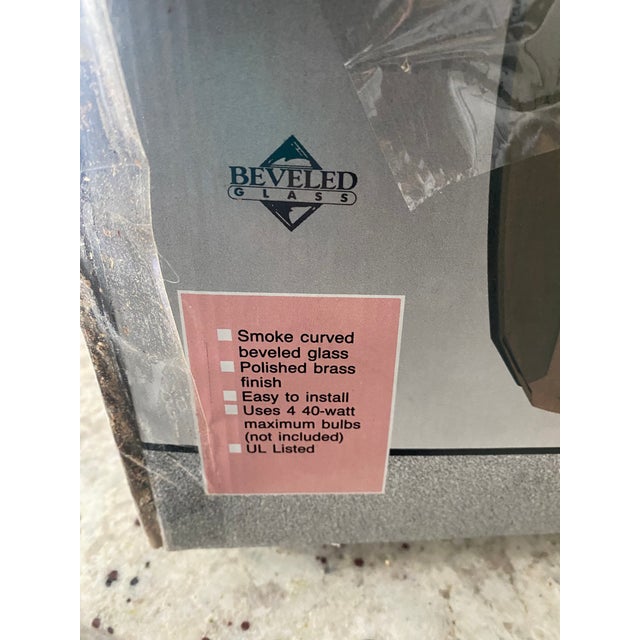 BEVELED
GLASS
Smoke curved
beveled glass
Polished brass
finish
Easy to install
Uses 4 40-watt
maximum bulbs
(not included)
UL Listed